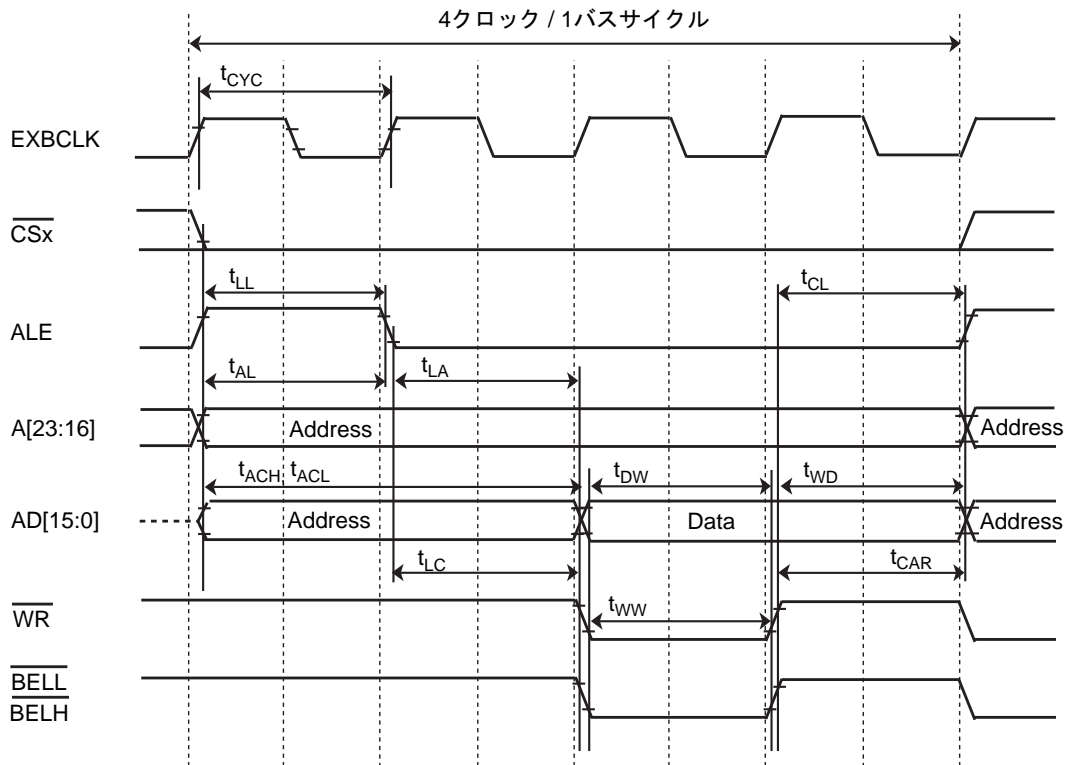 4クロック / 1バスサイクル
tCYC
EXBCLK
CSx
tLL
tCL
ALE
tAL
tLA
A[23:16]
Address
Address
tACH, tACL
tDW
tWD
AD[15:0]
Address
Data
Address
tLC
tCAR
WR
tWW
BELL
BELH